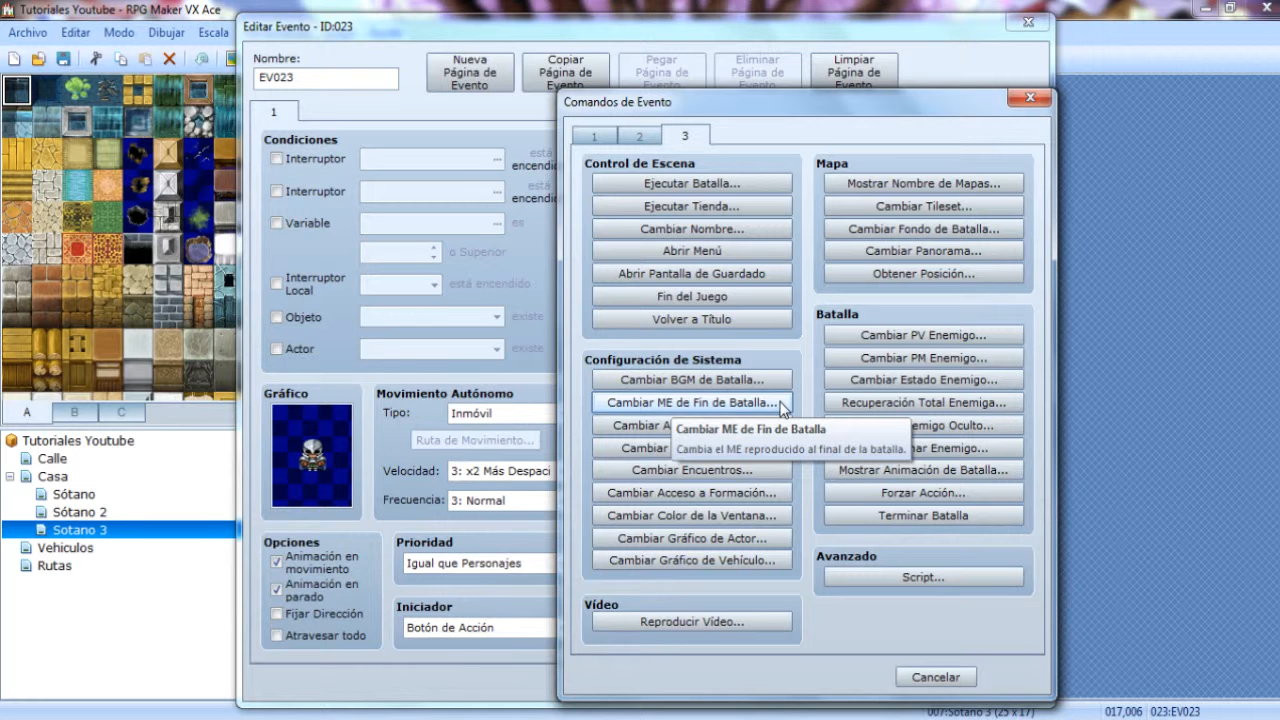 Tutoriales Youtube - RPG Maker VX Ace
Archivo Editar Modo Dibujar Escala
A B C
Tutoriales Youtube
Calle
Casa
Sótano
Sótano 2
Sotano 3
Vehiculos
Rutas
Editar Evento - ID:023
Nombre:
EV023
Nueva Página de Evento
Copiar Página de Evento
Pegar Página de Evento
Eliminar Página de Evento
Limpiar Página de Evento
1
Condiciones
Interruptor ... está encendido
Interruptor ... está encendido
Variable ... es
o Superior
Interruptor Local está encendido
Objeto existe
Actor existe
Gráfico
Movimiento Autónomo
Tipo: Inmóvil
Ruta de Movimiento...
Velocidad: 3: x2 Más Despaci
Frecuencia: 3: Normal
Opciones
Animación en movimiento
Animación en parado
Fijar Dirección
Atravesar todo
Prioridad
Igual que Personajes
Iniciador
Botón de Acción
Comandos de Evento
1 2 3
Control de Escena
Ejecutar Batalla...
Ejecutar Tienda...
Cambiar Nombre...
Abrir Menú
Abrir Pantalla de Guardado
Fin del Juego
Volver a Título
Configuración de Sistema
Cambiar BGM de Batalla...
Cambiar ME de Fin de Batalla...
Cambiar A
Cambiar
Cambiar ME de Fin de Batalla
Cambia el ME reproducido al final de la batalla.
Cambiar Encuentros...
Cambiar Acceso a Formación...
Cambiar Color de la Ventana...
Cambiar Gráfico de Actor...
Cambiar Gráfico de Vehículo...
Vídeo
Reproducir Vídeo...
Mapa
Mostrar Nombre de Mapas...
Cambiar Tileset...
Cambiar Fondo de Batalla...
Cambiar Panorama...
Obtener Posición...
Batalla
Cambiar PV Enemigo...
Cambiar PM Enemigo...
Cambiar Estado Enemigo...
Recuperación Total Enemiga...
emigo Oculto...
nar Enemigo...
Mostrar Animación de Batalla...
Forzar Acción...
Terminar Batalla
Avanzado
Script...
Cancelar
007:Sotano 3 (25 x 17) 017,006 023:EV023